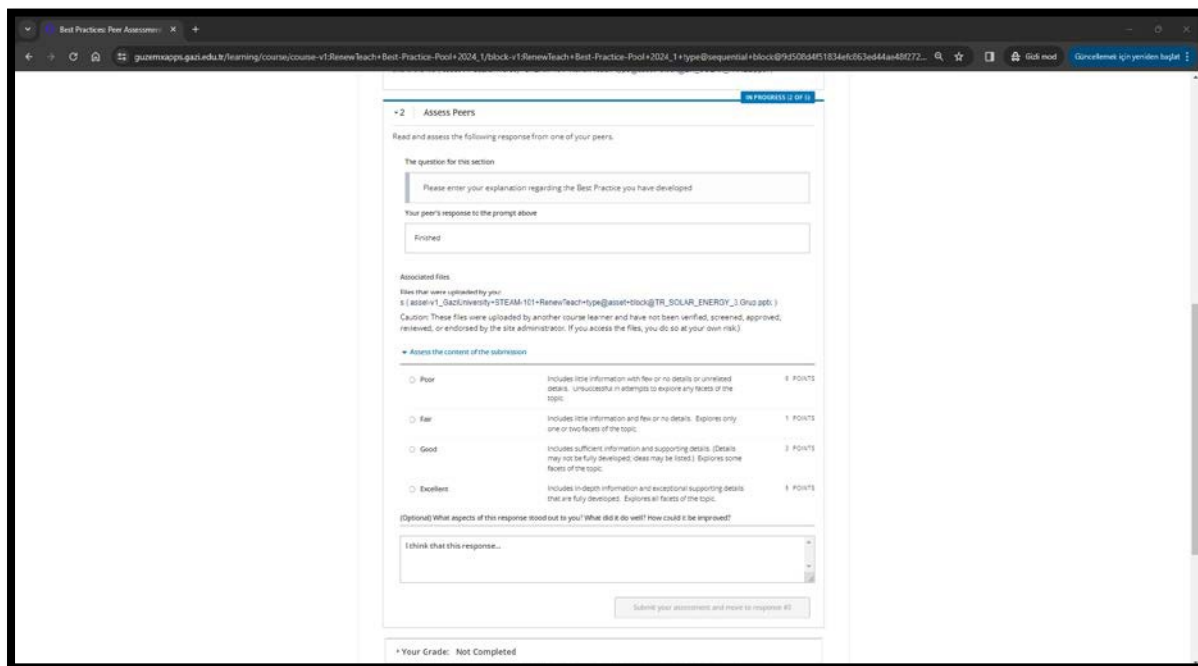 Best Practices: Peer Assessment
guzemxapps.gazi.edu.tr/learning/course/course-v1:RenewTeach+Best-Practice-Pool+2024_1/block-v1:RenewTeach+Best-Practice-Pool+2024_1+type@sequential+block@9d508d4f51834efc863ed44ae48f272...
Gizli mod
Güncellemek için yeniden başlat
IN PROGRESS (2 OF 3)
2 Assess Peers
Read and assess the following response from one of your peers.
The question for this section
Please enter your explanation regarding the Best Practice you have developed
Your peer's response to the prompt above
Finished
Associated Files
Files that were uploaded by you:
s ( asset-v1_GaziUniversity+STEAM-101+RenewTeach+type@asset+block@TR_SOLAR_ENERGY_3.Grup.pptx )
Caution: These files were uploaded by another course learner and have not been verified, screened, approved,
reviewed, or endorsed by the site administrator. If you access the files, you do so at your own risk.)
Assess the content of the submission
Poor Includes little information with few or no details or unrelated 0 POINTS
details. Unsuccessful in attempts to explore any facets of the
topic.
Fair Includes little information and few or no details. Explores only 1 POINTS
one or two facets of the topic.
Good Includes sufficient information and supporting details. (Details 3 POINTS
may not be fully developed; ideas may be listed.) Explores some
facets of the topic.
Excellent Includes in-depth information and exceptional supporting details 5 POINTS
that are fully developed. Explores all facets of the topic.
(Optional) What aspects of this response stood out to you? What did it do well? How could it be improved?
I think that this response...
Submit your assessment and move to response #3
Your Grade: Not Completed